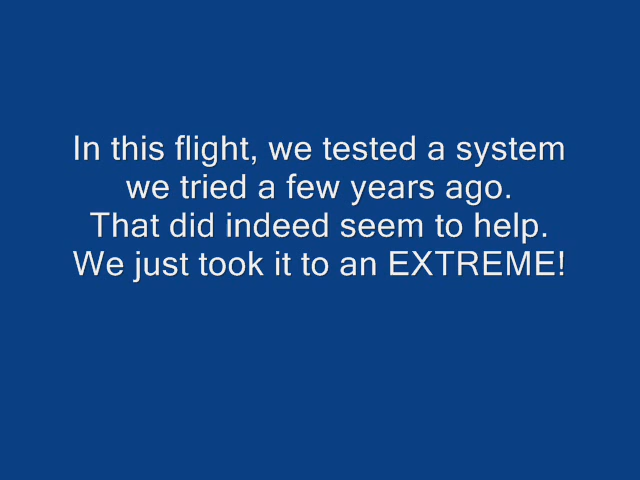 In this flight, we tested a system
we tried a few years ago.
That did indeed seem to help.
We just took it to an EXTREME!